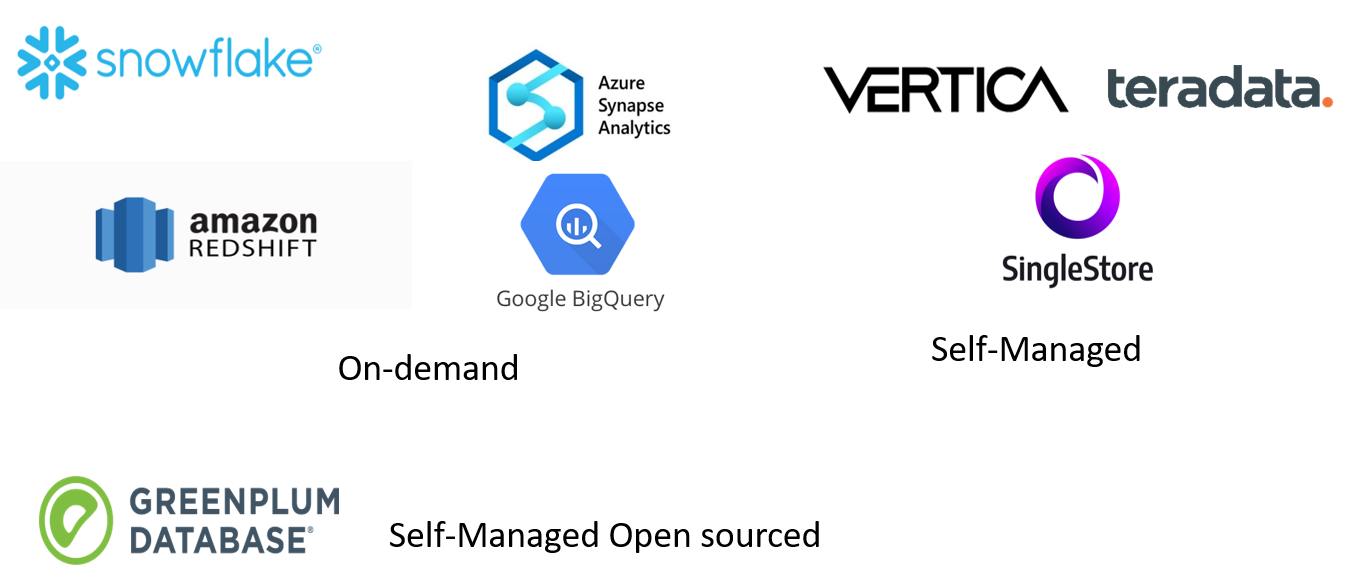 snowflake®
Azure
Synapse
Analytics
VERTICA
teradata.
amazon
REDSHIFT
Google BigQuery
SingleStore
On-demand
Self-Managed
GREENPLUM
DATABASE®
Self-Managed Open sourced